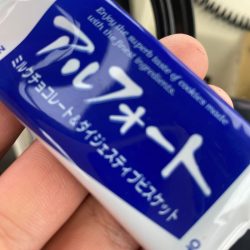 Enjoy the superb taste of cookies made
with the finest ingredients.
アルフォート
ミルクチョコレート&ダイジェスティブビスケット